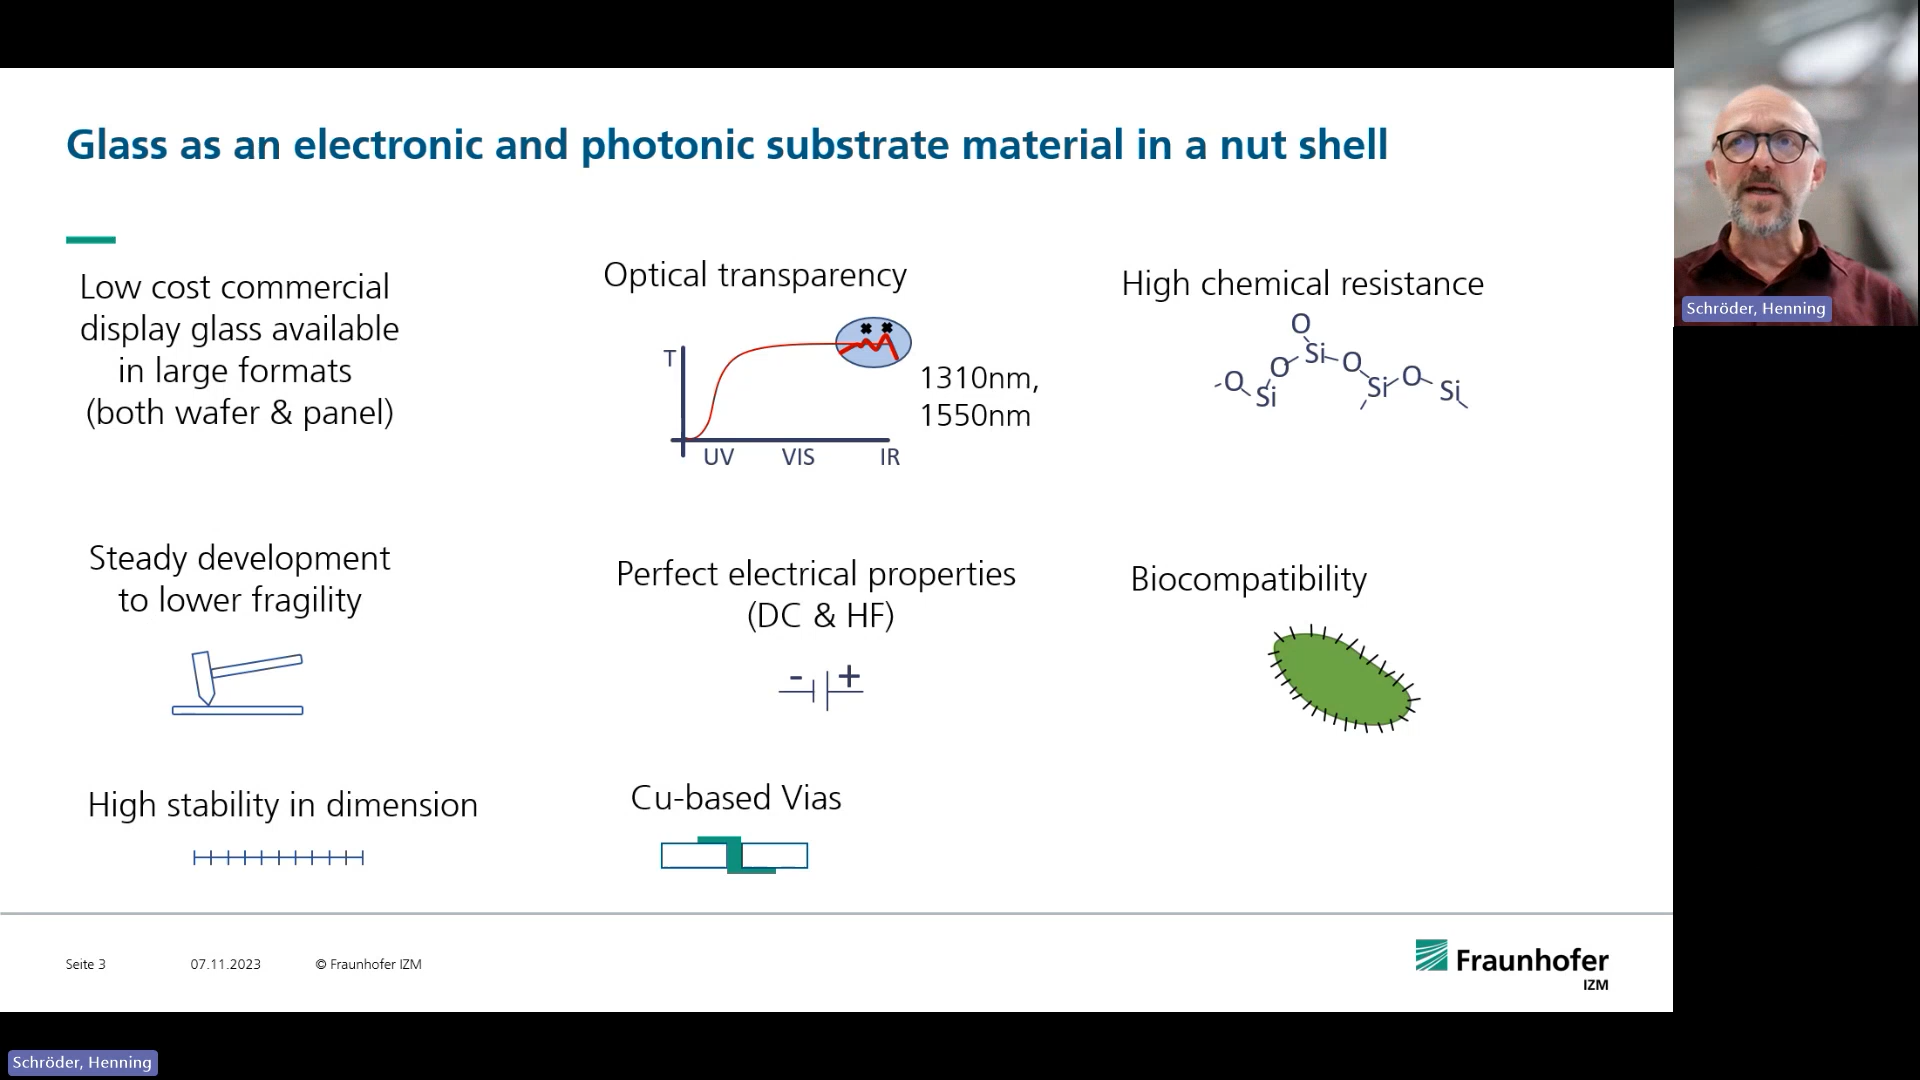 Glass as an electronic and photonic substrate material in a nut shell
Low cost commercial
display glass available
in large formats
(both wafer & panel)
Optical transparency
T
UV VIS IR
1310nm,
1550nm
High chemical resistance
O
Si
O
O
-O
Si
Si
O
Si
Steady development
to lower fragility
Perfect electrical properties
(DC & HF)
- +
Biocompatibility
High stability in dimension
Cu-based Vias
Seite 3
07.11.2023
© Fraunhofer IZM
Fraunhofer
IZM
Schröder, Henning
Schröder, Henning